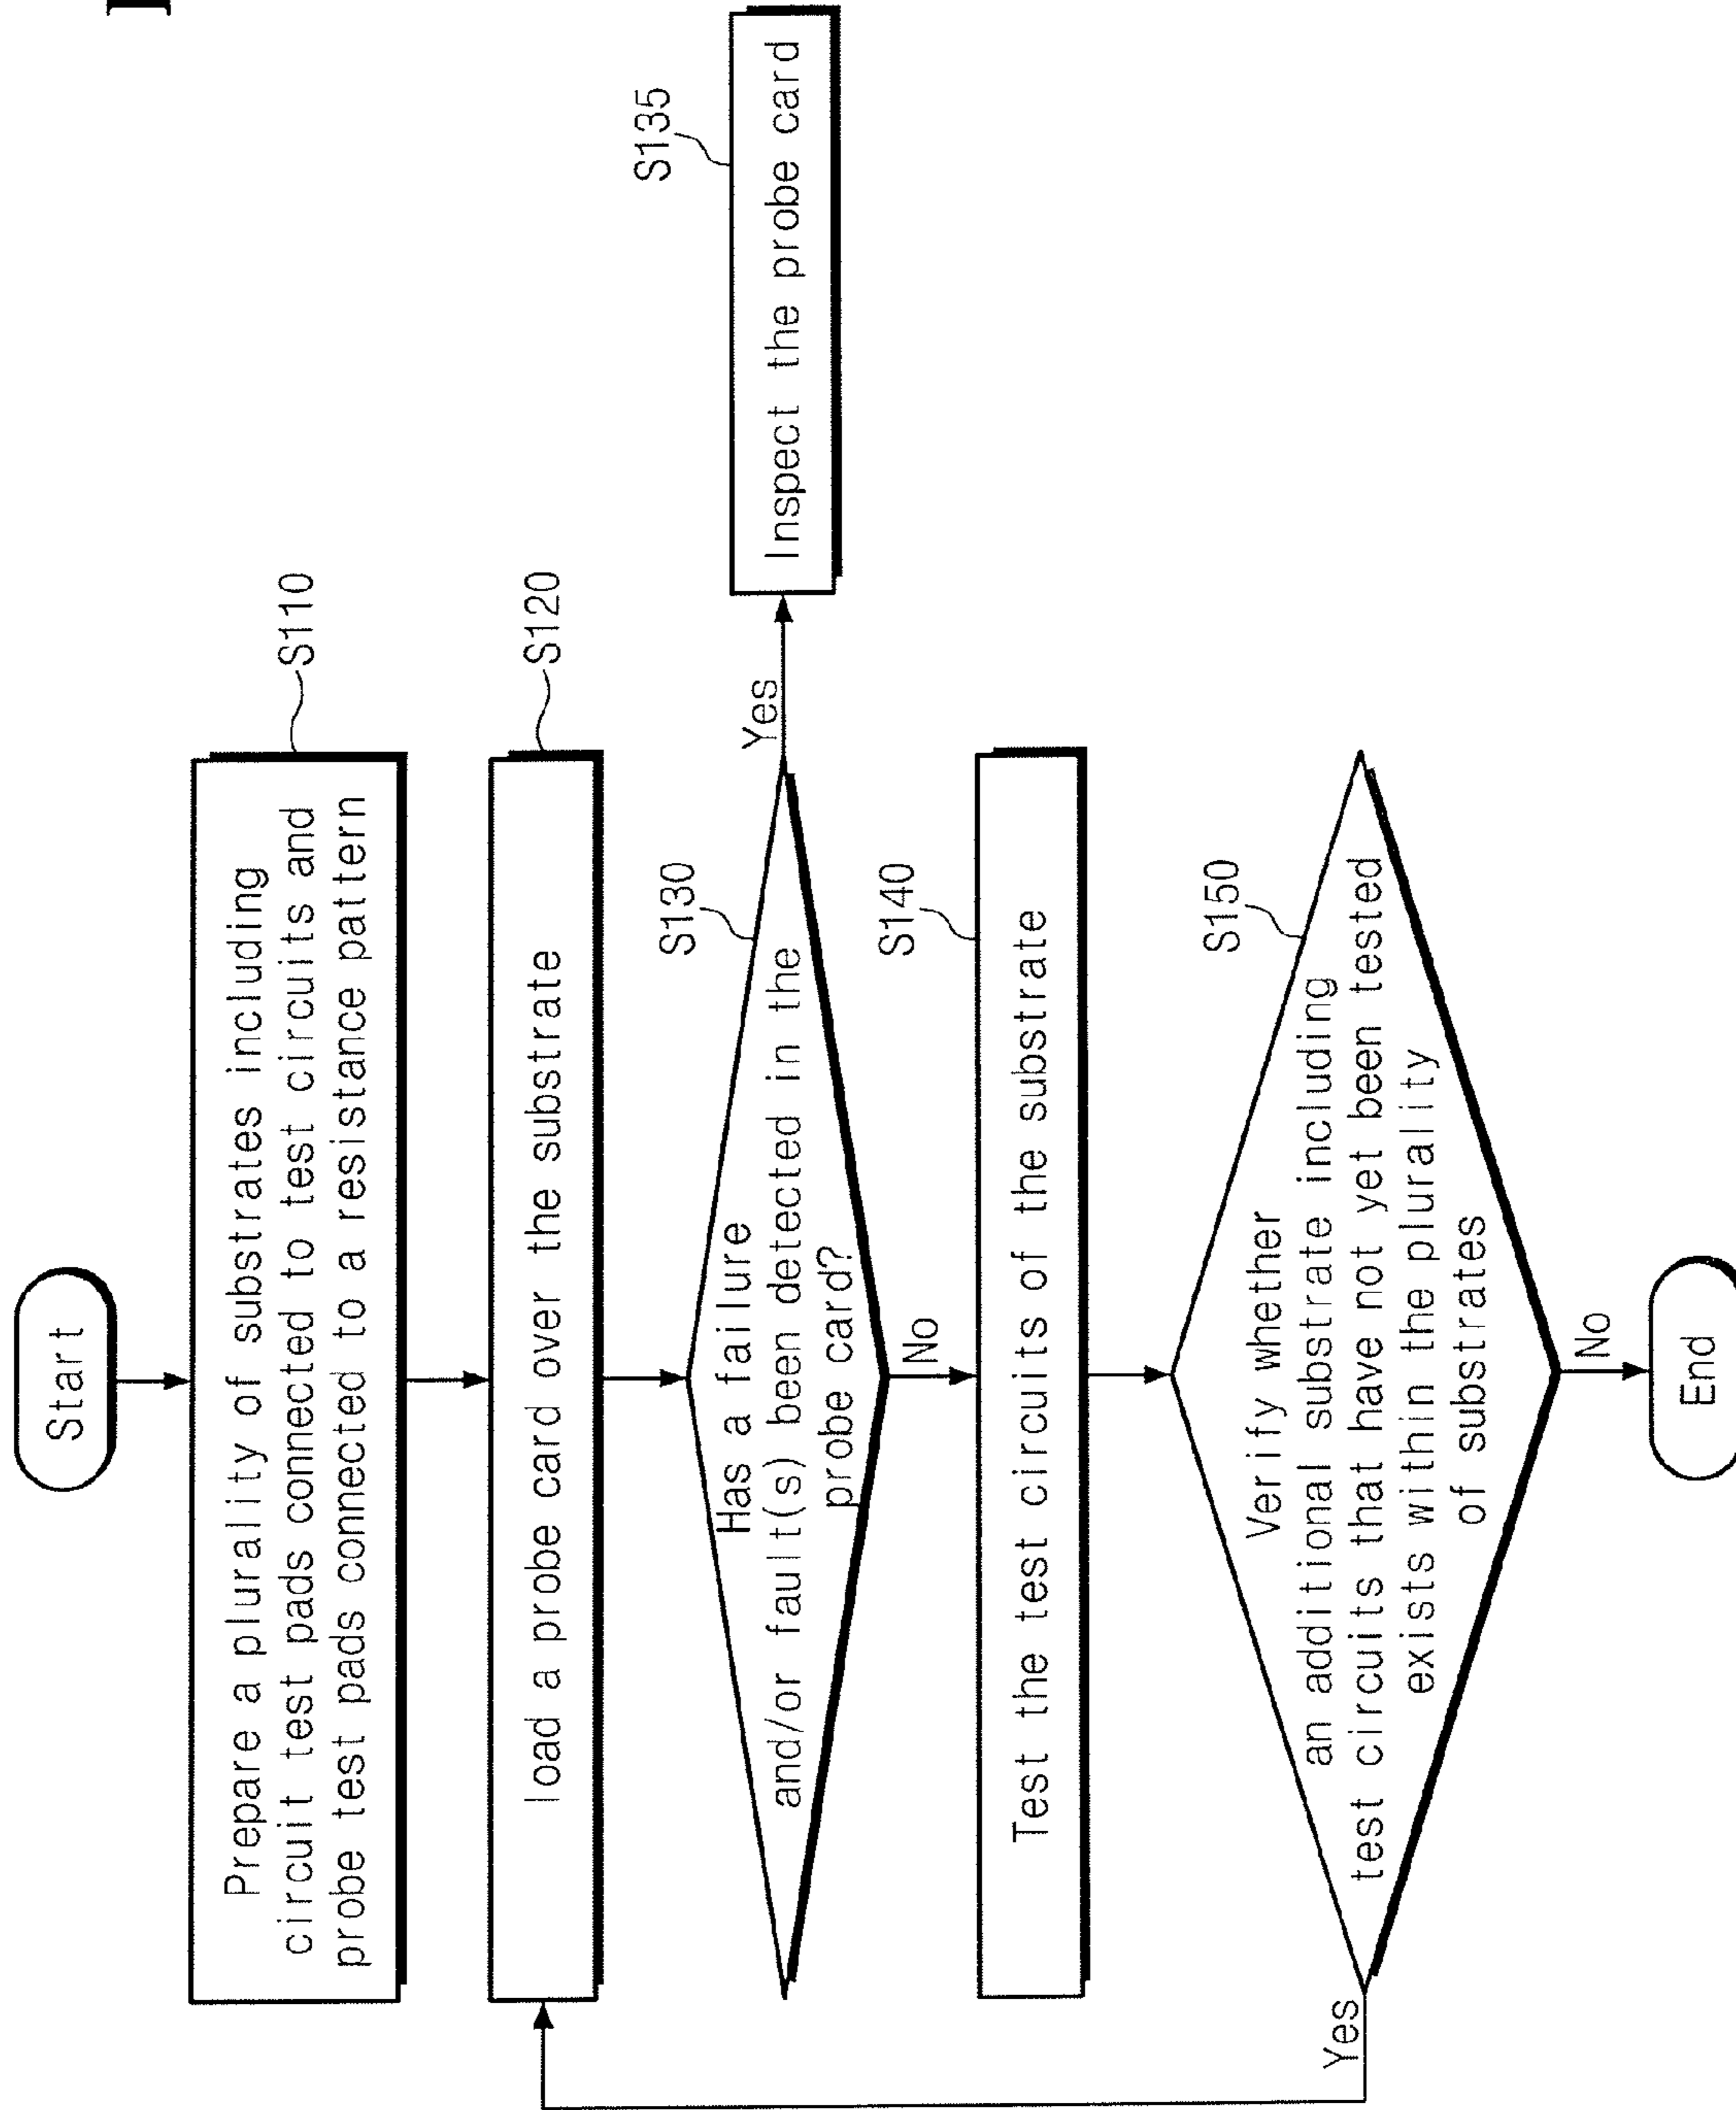 Start
Prepare a plurality of substrates including
circuit test pads connected to test circuits and
probe test pads connected to a resistance pattern
S110
load a probe card over the substrate
S120
Has a failure
and/or fault(s) been detected in the
probe card?
S130
Yes
Inspect the probe card
S135
No
Test the test circuits of the substrate
S140
Verify whether
an additional substrate including
test circuits that have not yet been tested
exists within the plurality
of substrates
S150
Yes
No
End